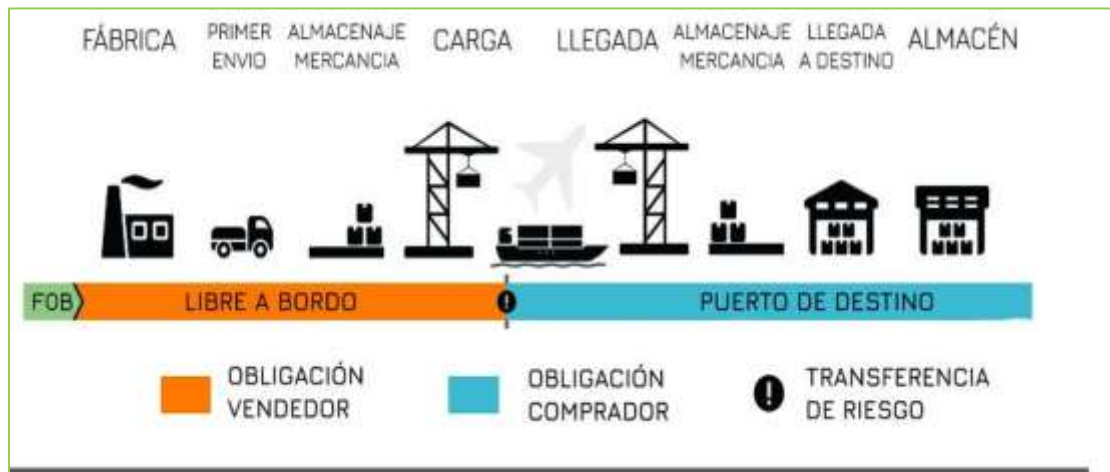 FÁBRICA
PRIMER
ENVIO
ALMACENAJE
MERCANCIA
CARGA
LLEGADA
ALMACENAJE
MERCANCIA
LLEGADA
A DESTINO
ALMACÉN
FOB
LIBRE A BORDO
PUERTO DE DESTINO
OBLIGACIÓN
VENDEDOR
OBLIGACIÓN
COMPRADOR
TRANSFERENCIA
DE RIESGO